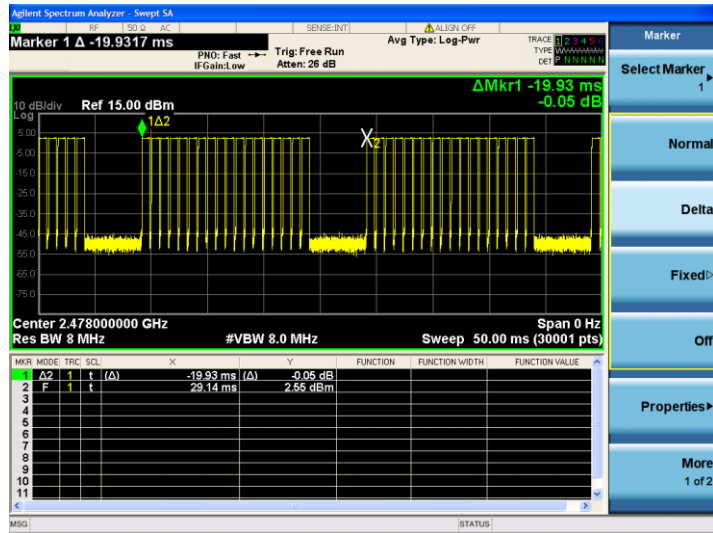 Agilent Spectrum Analyzer - Swept SA
LXI RF 50 Ω AC SENSE:INT ALIGN OFF
Marker 1 Δ -19.9317 ms
PNO: Fast
IFGain:Low
Trig: Free Run
Atten: 26 dB
Avg Type: Log-Pwr
TRACE 1 2 3 4 5 6
TYPE WWWWWW
DET P N N N N N
ΔMkr1 -19.93 ms
-0.05 dB
10 dB/div Ref 15.00 dBm
Log
1Δ2
5.00
X2
-5.00
-15.0
-25.0
-35.0
-45.0
-55.0
-65.0
-75.0
Center 2.478000000 GHz Span 0 Hz
Res BW 8 MHz #VBW 8.0 MHz Sweep 50.00 ms (30001 pts)
MKR MODE TRC SCL X Y FUNCTION FUNCTION WIDTH FUNCTION VALUE
1 Δ2 1 t (Δ) -19.93 ms (Δ) -0.05 dB
2 F 1 t 29.14 ms 2.55 dBm
3
4
5
6
7
8
9
10
11
MSG STATUS
Marker
Select Marker
1
Normal
Delta
Fixed
Off
Properties
More
1 of 2